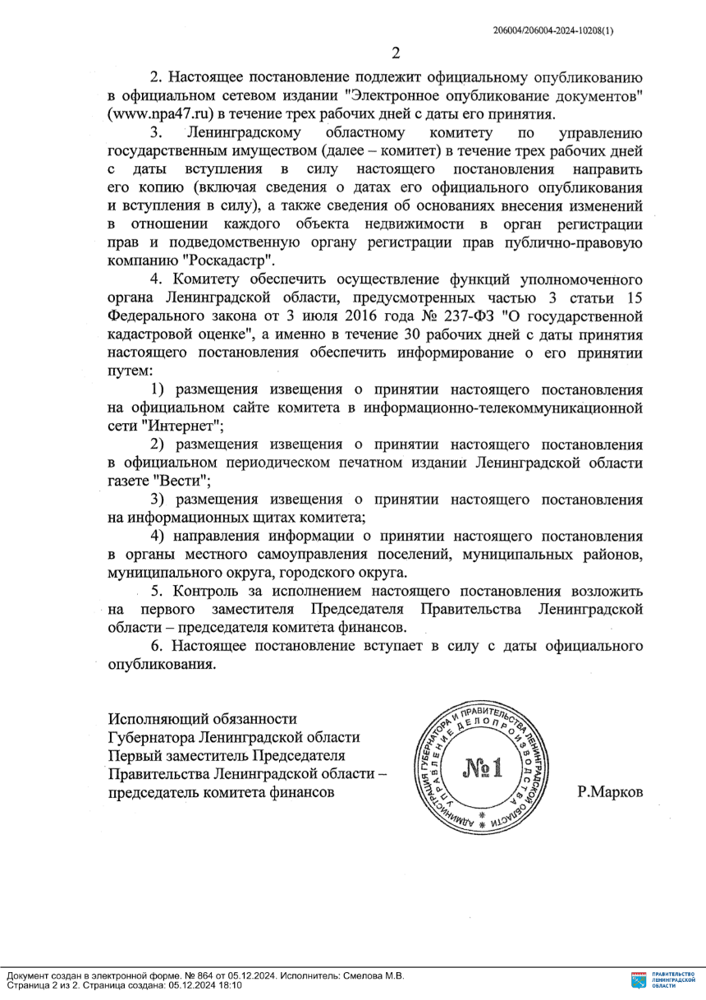 206004/206004-2024-10208(1)
2
2. Настоящее постановление подлежит официальному опубликованию
в официальном сетевом издании "Электронное опубликование документов"
(www.npa47.ru) в течение трех рабочих дней с даты его принятия.
3. Ленинградскому областному комитету по управлению
государственным имуществом (далее – комитет) в течение трех рабочих дней
с даты вступления в силу настоящего постановления направить
его копию (включая сведения о датах его официального опубликования
и вступления в силу), а также сведения об основаниях внесения изменений
в отношении каждого объекта недвижимости в орган регистрации
прав и подведомственную органу регистрации прав публично-правовую
компанию "Роскадастр".
4. Комитету обеспечить осуществление функций уполномоченного
органа Ленинградской области, предусмотренных частью 3 статьи 15
Федерального закона от 3 июля 2016 года № 237-ФЗ "О государственной
кадастровой оценке", а именно в течение 30 рабочих дней с даты принятия
настоящего постановления обеспечить информирование о его принятии
путем:
1) размещения извещения о принятии настоящего постановления
на официальном сайте комитета в информационно-телекоммуникационной
сети "Интернет";
2) размещения извещения о принятии настоящего постановления
в официальном периодическом печатном издании Ленинградской области
газете "Вести";
3) размещения извещения о принятии настоящего постановления
на информационных щитах комитета;
4) направления информации о принятии настоящего постановления
в органы местного самоуправления поселений, муниципальных районов,
муниципального округа, городского округа.
5. Контроль за исполнением настоящего постановления возложить
на первого заместителя Председателя Правительства Ленинградской
области – председателя комитета финансов.
6. Настоящее постановление вступает в силу с даты официального
опубликования.
Исполняющий обязанности
Губернатора Ленинградской области
Первый заместитель Председателя
Правительства Ленинградской области –
председатель комитета финансов
Р.Марков
АДМИНИСТРАЦИЯ ГУБЕРНАТОРА И ПРАВИТЕЛЬСТВА ЛЕНИНГРАДСКОЙ ОБЛАСТИ
УПРАВЛЕНИЕ ДЕЛОПРОИЗВОДСТВА
№1
Документ создан в электронной форме. № 864 от 05.12.2024. Исполнитель: Смелова М.В.
Страница 2 из 2. Страница создана: 05.12.2024 18:10
ПРАВИТЕЛЬСТВО
ЛЕНИНГРАДСКОЙ
ОБЛАСТИ